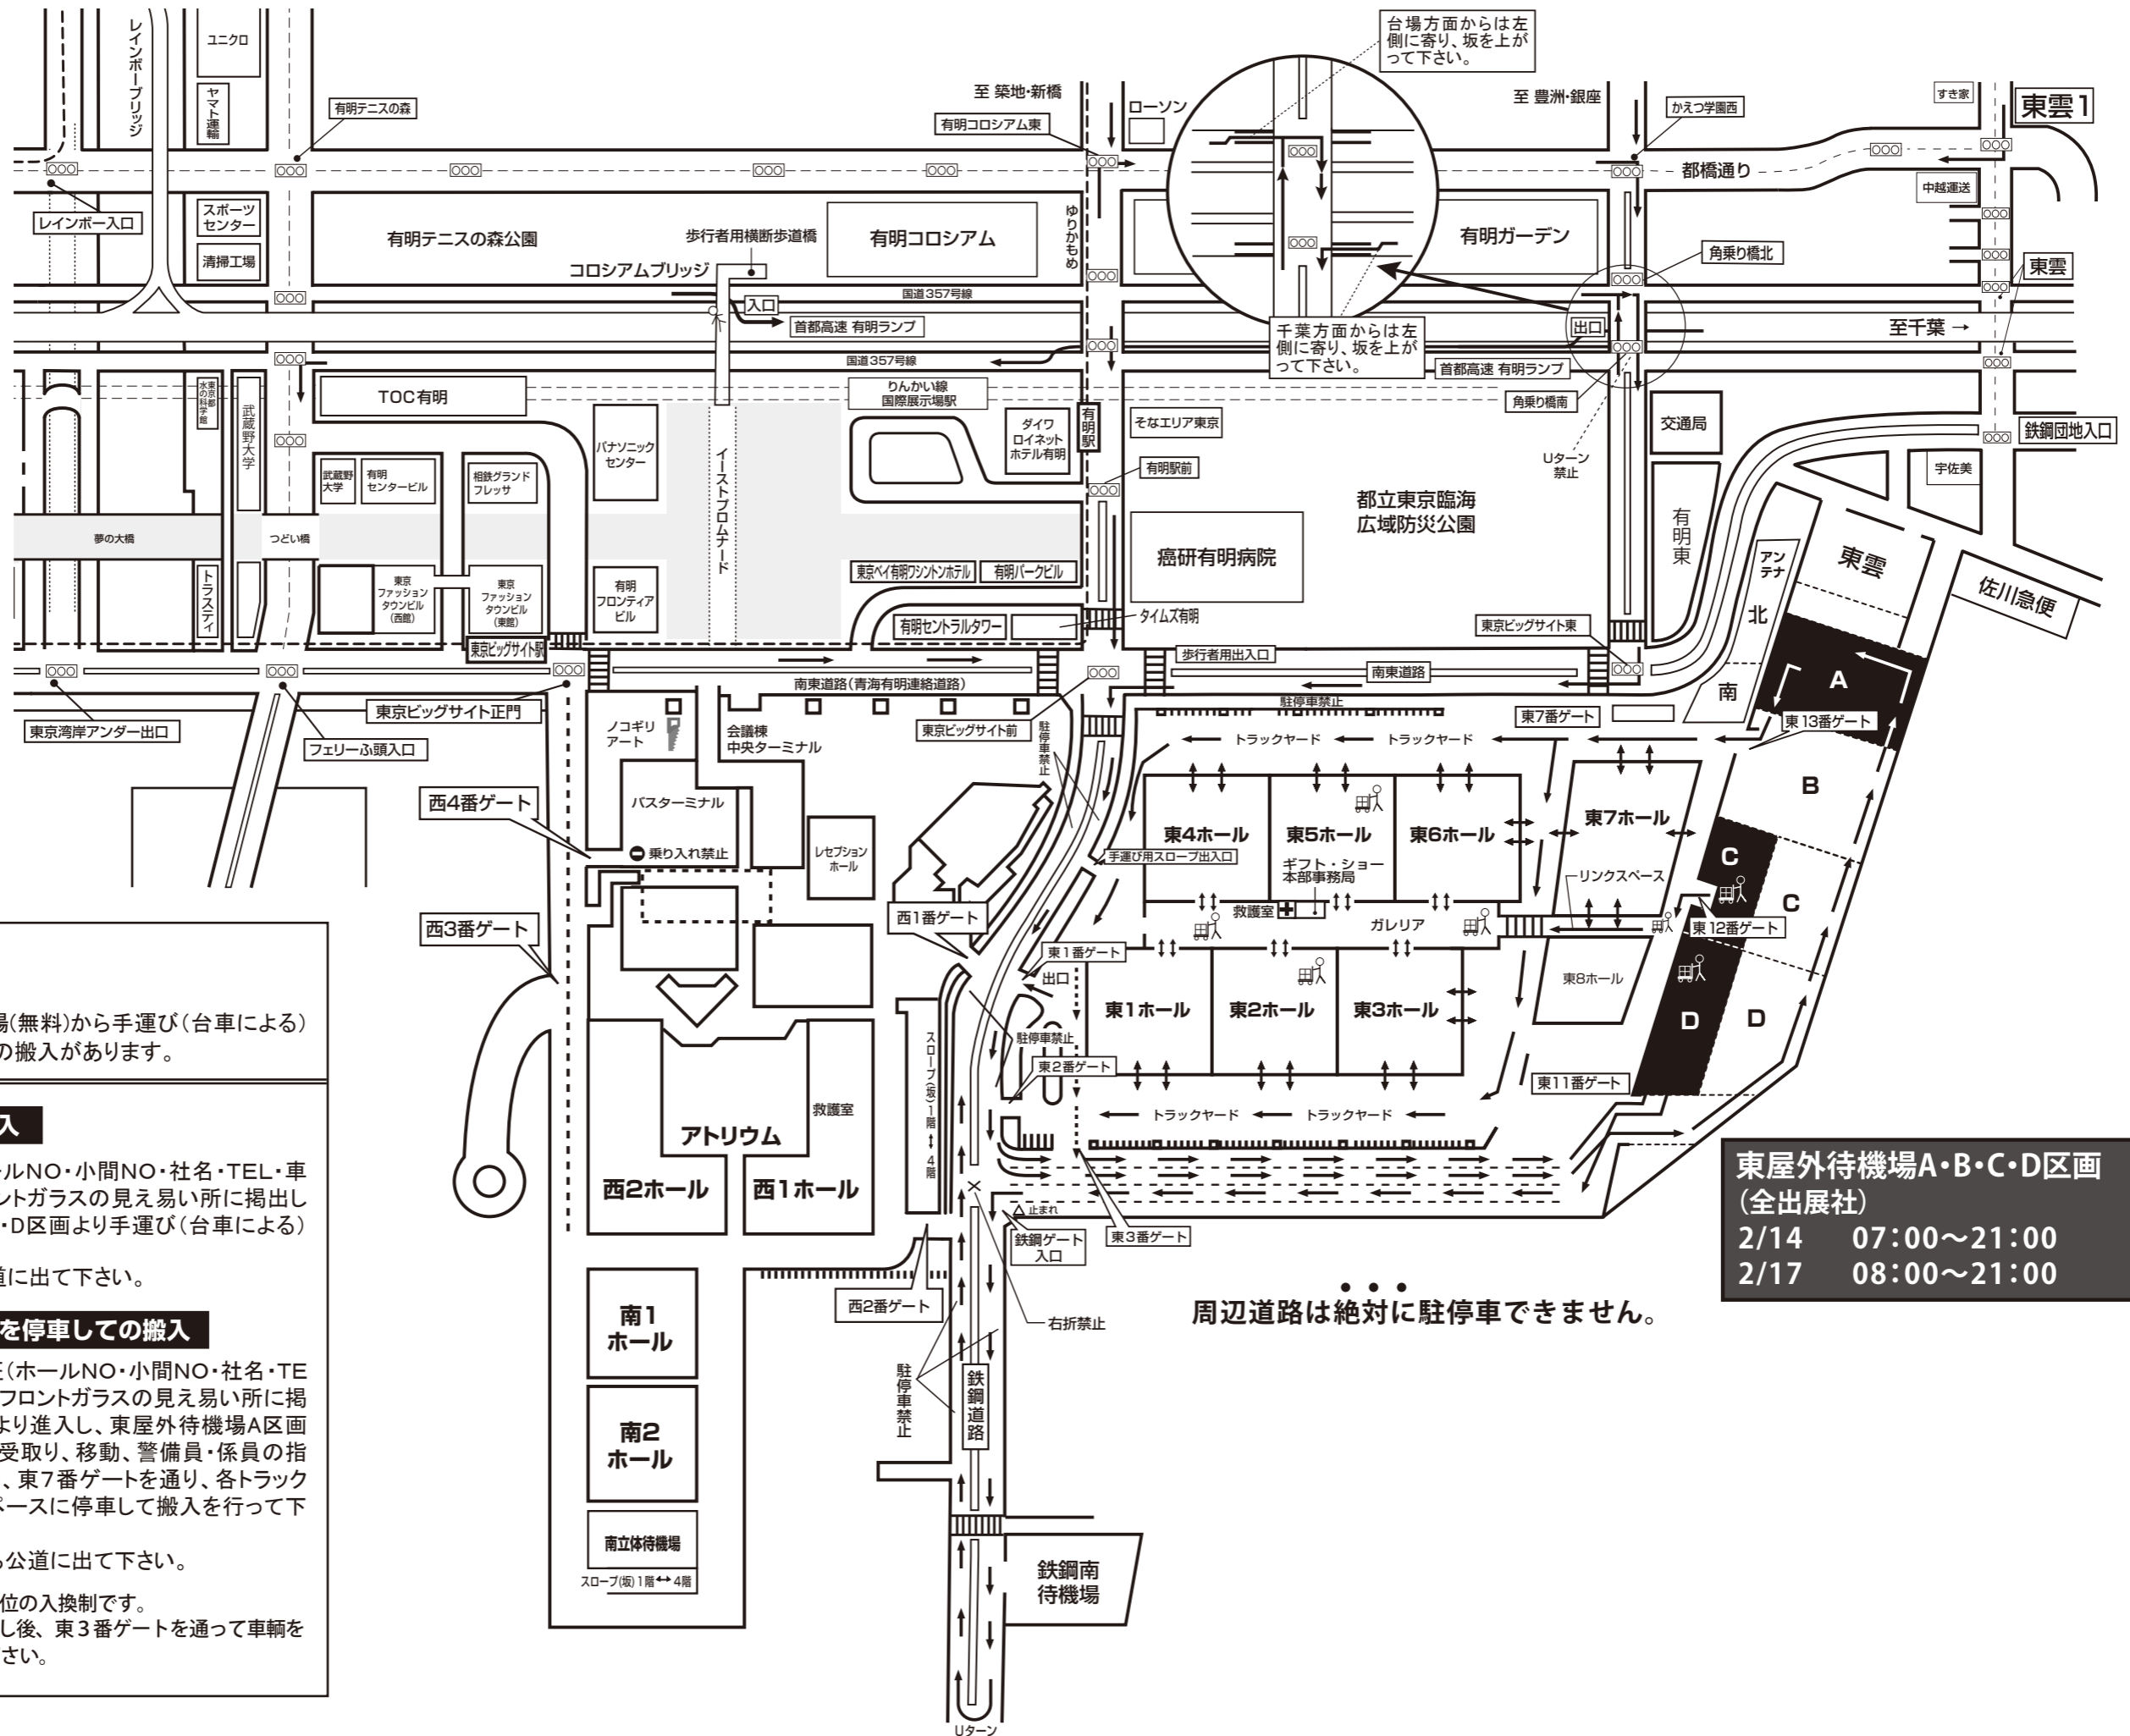 レインボーブリッジ
ユニクロ
ヤマト運輸
有明テニスの森
至 築地・新橋
有明コロシアム東
ローソン
台場方面からは左
側に寄り、坂を上が
って下さい。
至 豊洲・銀座
かえつ学園西
すき家
東雲1
都橋通り
中越運送
レインボー入口
スポーツ
センター
清掃工場
有明テニスの森公園
歩行者用横断歩道橋
コロシアムブリッジ
有明コロシアム
ゆりかもめ
有明ガーデン
角乗り橋北
東雲
国道357号線
入口
首都高速 有明ランプ
国道357号線
千葉方面からは左
側に寄り、坂を上が
って下さい。
出口
至千葉 →
首都高速 有明ランプ
角乗り橋南
東京都
水の科学館
武蔵野大学
TOC有明
りんかい線
国際展示場駅
パナソニック
センター
イーストプロムナード
ダイワ
ロイネット
ホテル有明
有明駅
そなエリア東京
有明駅前
Uターン
禁止
交通局
鉄鋼団地入口
宇佐美
武蔵野
大学
有明
センタービル
相鉄グランド
フレッサ
都立東京臨海
広域防災公園
有明東
夢の大橋
つどい橋
癌研有明病院
アンテナ
東雲
佐川急便
トラスティ
東京
ファッション
タウンビル
(西館)
東京
ファッション
タウンビル
(東館)
有明
フロンティア
ビル
東京ベイ有明ワシントンホテル
有明パークビル
有明セントラルタワー
タイムズ有明
東京ビッグサイト東
北
南
A
東京ビッグサイト駅
歩行者用出入口
南東道路(青海有明連絡道路)
南東道路
東京湾岸アンダー出口
フェリーふ頭入口
東京ビッグサイト正門
ノコギリ
アート
会議棟
中央ターミナル
東京ビッグサイト前
駐停車禁止
駐停車禁止
東7番ゲート
東13番ゲート
トラックヤード
トラックヤード
B
西4番ゲート
バスターミナル
乗り入れ禁止
レセプション
ホール
東4ホール
東5ホール
東6ホール
東7ホール
手運び用スロープ出入口
ギフト・ショー
本部事務局
リンクスペース
C
C
西3番ゲート
西1番ゲート
救護室
ガレリア
東12番ゲート
東1番ゲート
出口
東1ホール
東2ホール
東3ホール
東8ホール
D
D
駐停車禁止
東2番ゲート
東11番ゲート
スロープ(坂)1階↔4階
救護室
アトリウム
トラックヤード
トラックヤード
西2ホール
西1ホール
止まれ
鉄鋼ゲート
入口
東3番ゲート
西2番ゲート
右折禁止
南1
ホール
南2
ホール
駐停車禁止
鉄鋼道路
南立体待機場
スロープ(坂)1階↔4階
鉄鋼南
待機場
Uターン
周辺道路は絶対に駐停車できません。
東屋外待機場A・B・C・D区画
(全出展社)
2/14 07:00〜21:00
2/17 08:00〜21:00
場(無料)から手運び(台車による)
の搬入があります。
入
ールNO・小間NO・社名・TEL・車
ントガラスの見え易い所に掲出し
・D区画より手運び(台車による)
道に出て下さい。
を停車しての搬入
証(ホールNO・小間NO・社名・TE
フロントガラスの見え易い所に掲
より進入し、東屋外待機場A区画
受取り、移動、警備員・係員の指
、東7番ゲートを通り、各トラック
ペースに停車して搬入を行って下
ら公道に出て下さい。
位の入換制です。
し後、東3番ゲートを通って車輌を
さい。